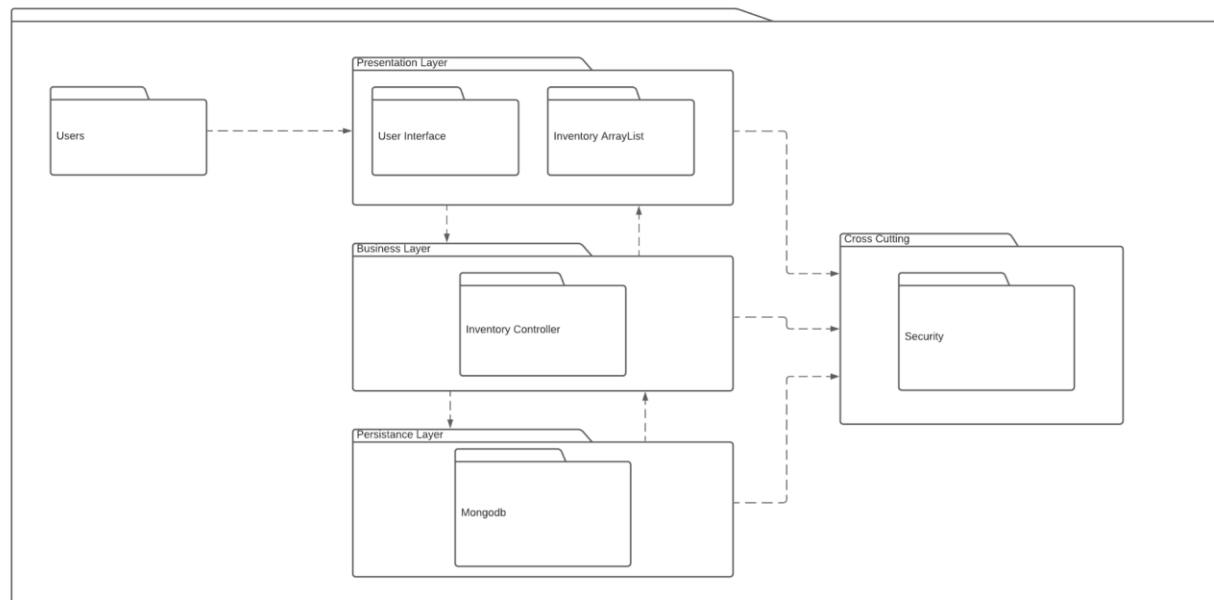 Presentation Layer
Users
User Interface
Inventory ArrayList
Business Layer
Inventory Controller
Cross Cutting
Security
Persistance Layer
Mongodb